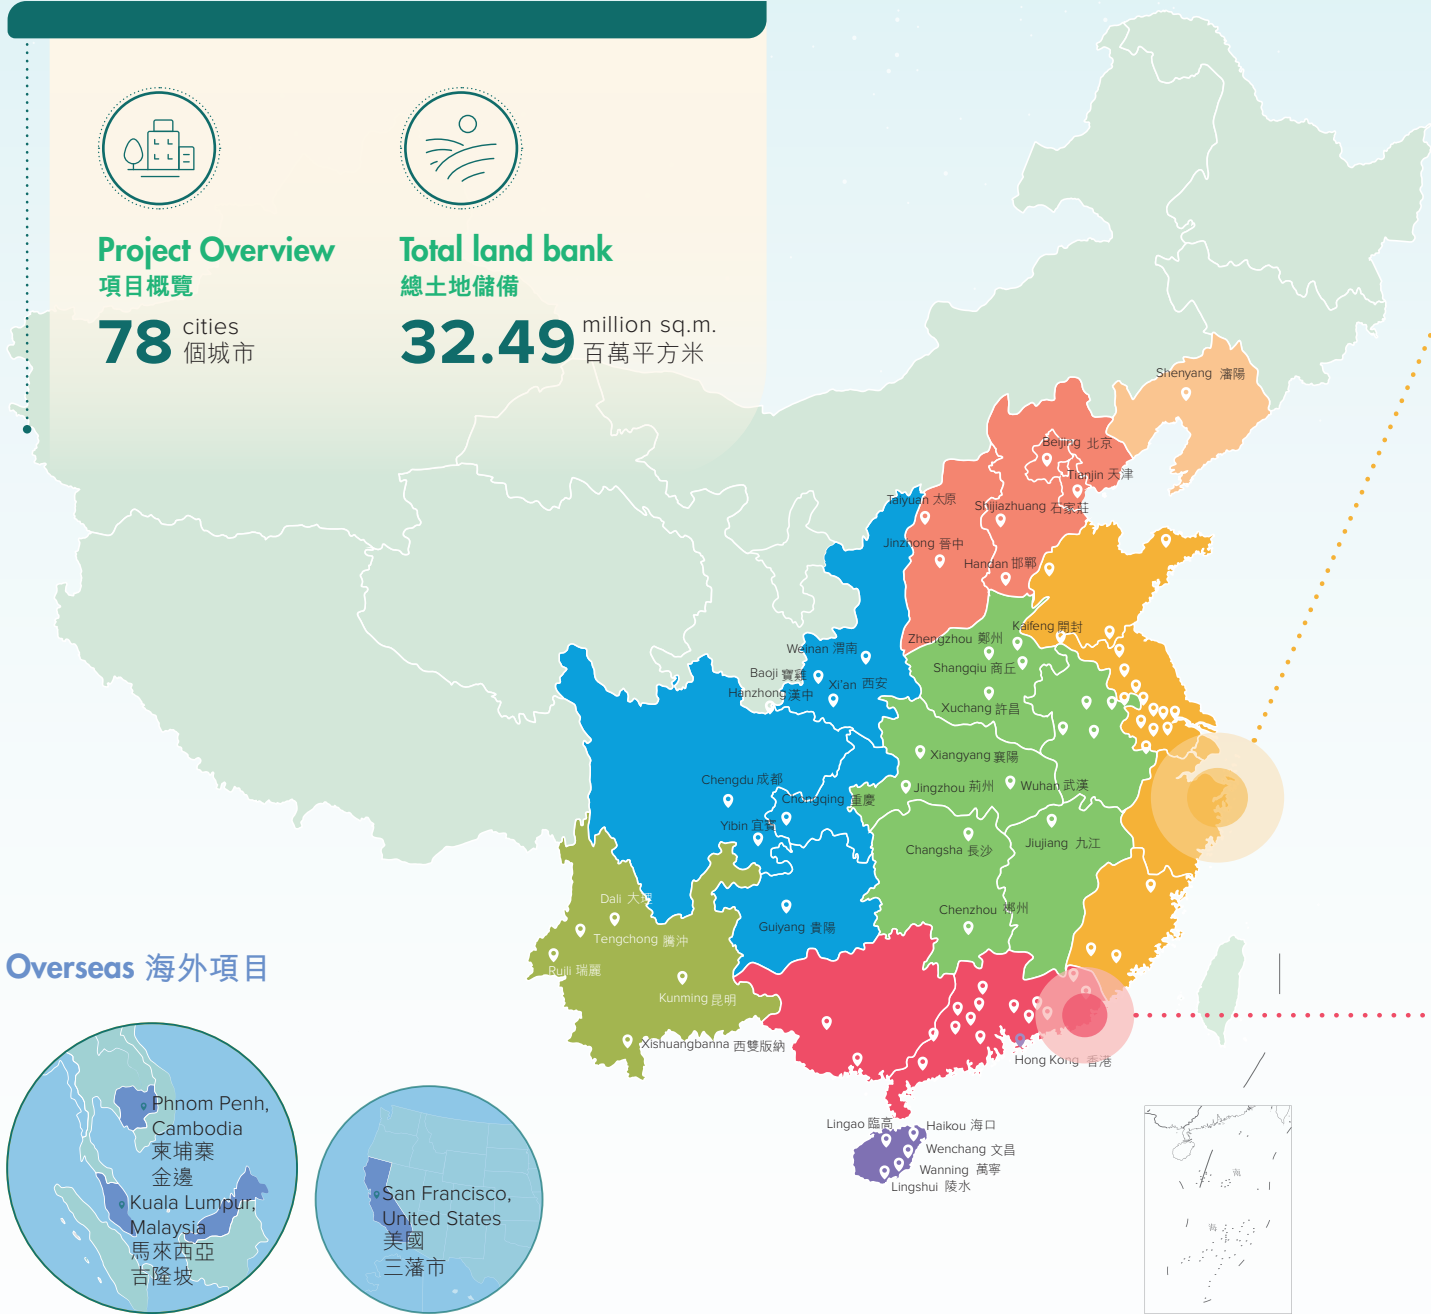 Project Overview
項目概覽
78 cities
個城市
Total land bank
總土地儲備
32.49 million sq.m.
百萬平方米
Shenyang 瀋陽
Beijing 北京
Tianjin 天津
Taiyuan 太原
Shijiazhuang 石家莊
Jinzhong 晉中
Handan 邯鄲
Kaifeng 開封
Zhengzhou 鄭州
Weinan 渭南
Shangqiu 商丘
Baoji 寶雞
Xi'an 西安
Hanzhong 漢中
Xuchang 許昌
Xiangyang 襄陽
Chengdu 成都
Jingzhou 荊州
Wuhan 武漢
Chongqing 重慶
Yibin 宜賓
Changsha 長沙
Jiujiang 九江
Dali 大理
Chenzhou 郴州
Guiyang 貴陽
Tengchong 騰沖
Ruili 瑞麗
Kunming 昆明
Xishuangbanna 西雙版納
Hong Kong 香港
Lingao 臨高
Haikou 海口
Wenchang 文昌
Wanning 萬寧
Lingshui 陵水
Overseas 海外項目
Phnom Penh,
Cambodia
柬埔寨
金邊
Kuala Lumpur,
Malaysia
馬來西亞
吉隆坡
San Francisco,
United States
美國
三藩市
海